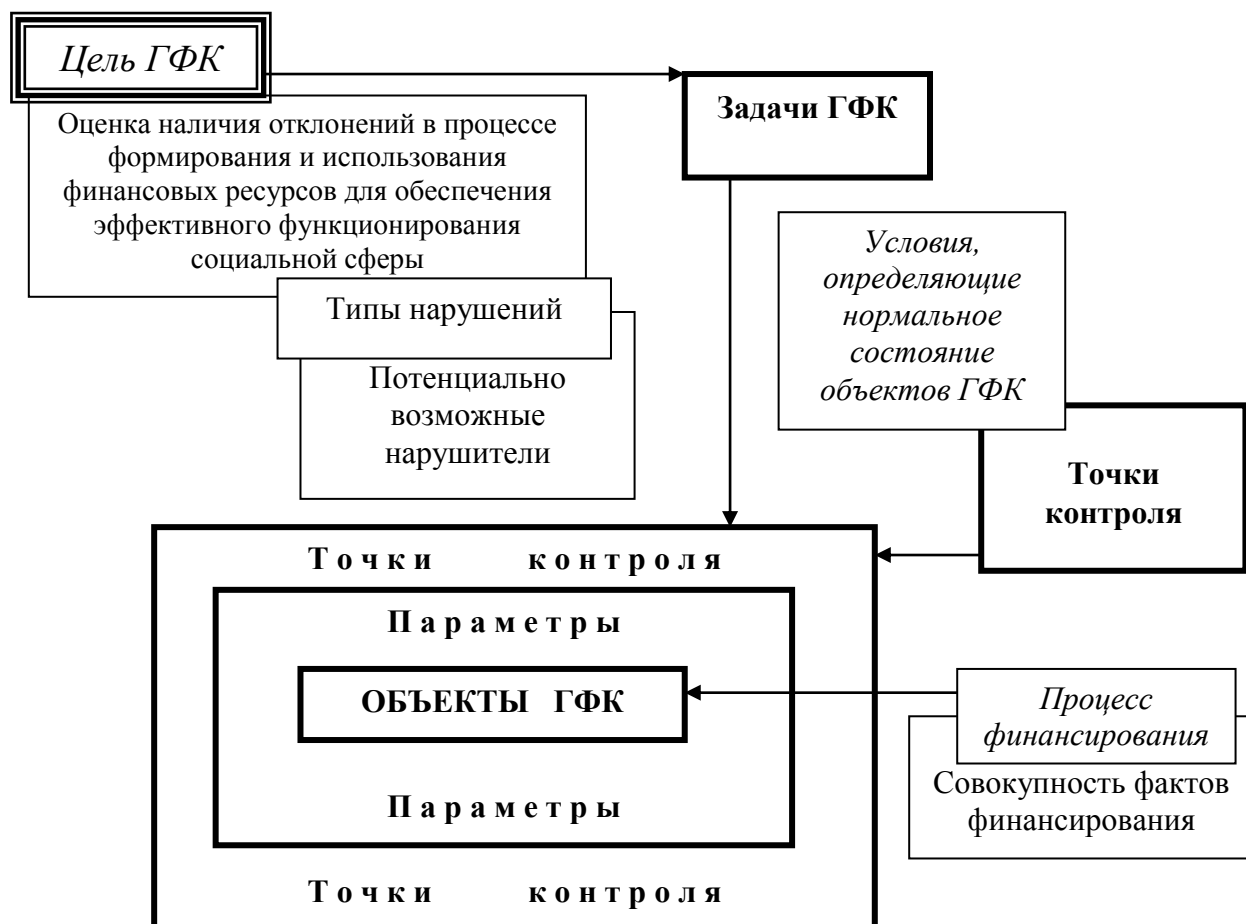 Цель ГФК
Задачи ГФК
Оценка наличия отклонений в процессе
формирования и использования
финансовых ресурсов для обеспечения
эффективного функционирования
социальной сферы
Типы нарушений
Потенциально
возможные
нарушители
Условия,
определяющие
нормальное
состояние
объектов ГФК
Точки
контроля
Точки контроля
Параметры
ОБЪЕКТЫ ГФК
Процесс
финансирования
Совокупность фактов
финансирования
Параметры
Точки контроля